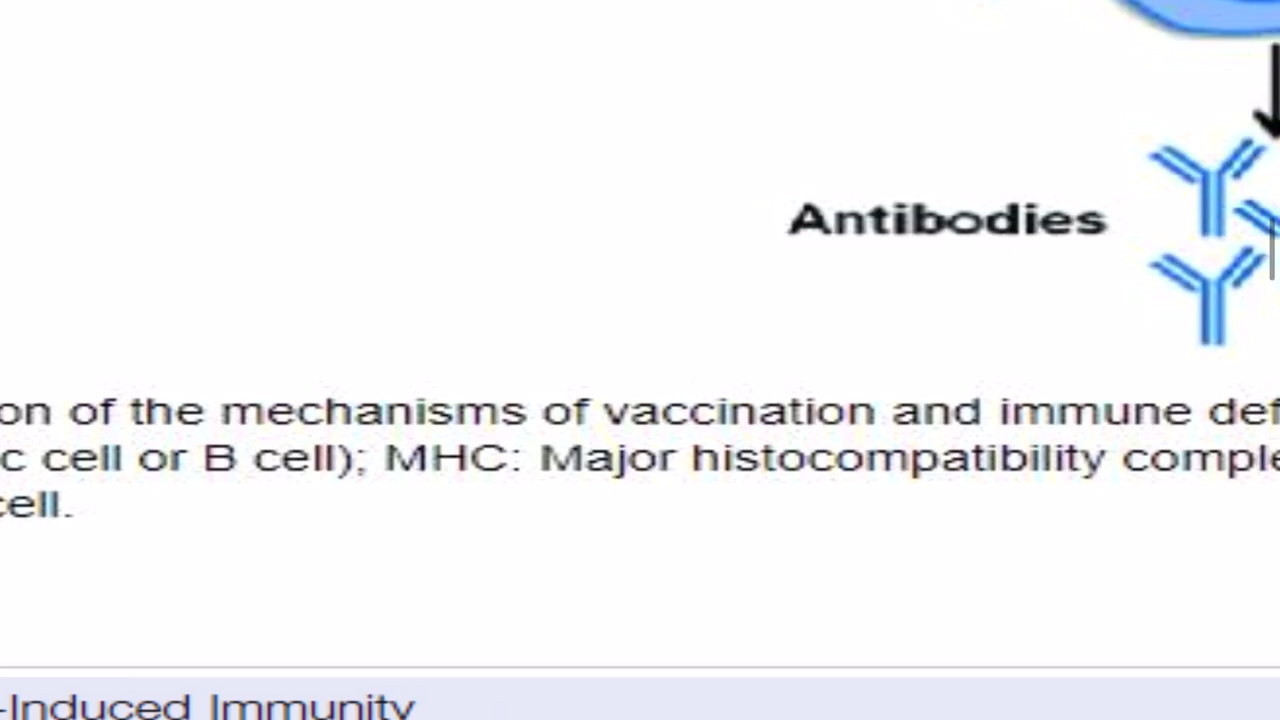 Antibodies
on of the mechanisms of vaccination and immune def
c cell or B cell); MHC: Major histocompatibility comple
cell.
-Induced Immunity